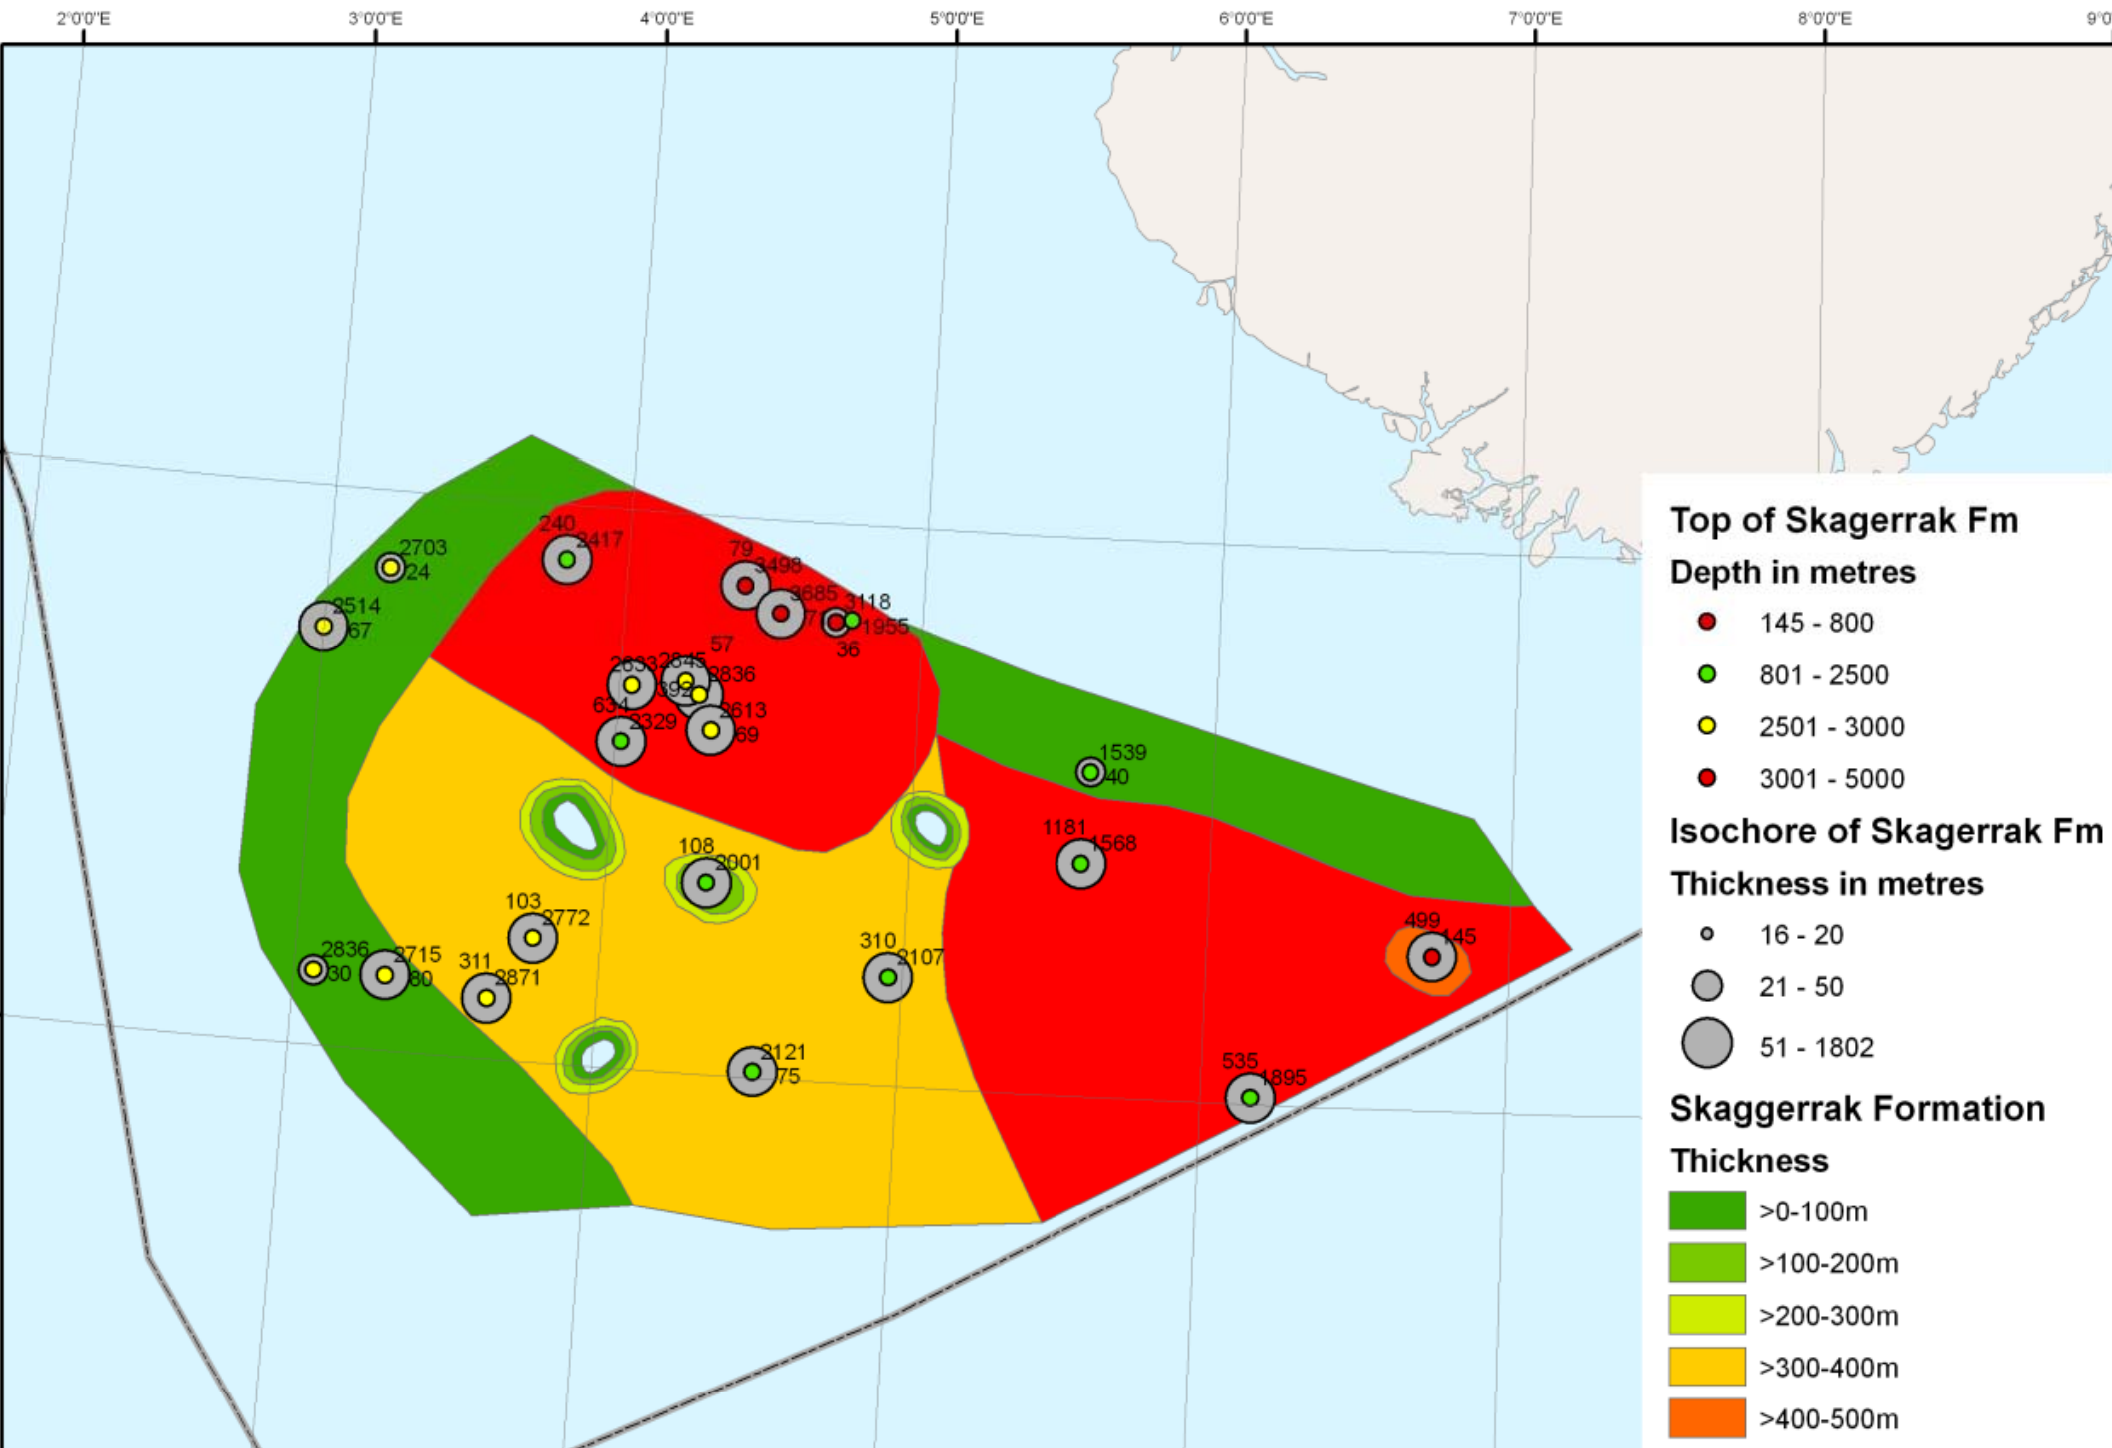 2°0'0"E 3°0'0"E 4°0'0"E 5°0'0"E 6°0'0"E 7°0'0"E 8°0'0"E
240
2417
2703
24
79
3498
3685
3118
1955
36
2514
67
57
2633
2845
2836
392
634
2329
2613
69
1539
40
1181
1568
108
2001
103
2772
499
145
310
2107
2836
30
2715
80
311
2871
2121
75
535
1895
Top of Skagerrak Fm
Depth in metres
145 - 800
801 - 2500
2501 - 3000
3001 - 5000
Isochore of Skagerrak Fm
Thickness in metres
16 - 20
21 - 50
51 - 1802
Skaggerrak Formation
Thickness
>0-100m
>100-200m
>200-300m
>300-400m
>400-500m